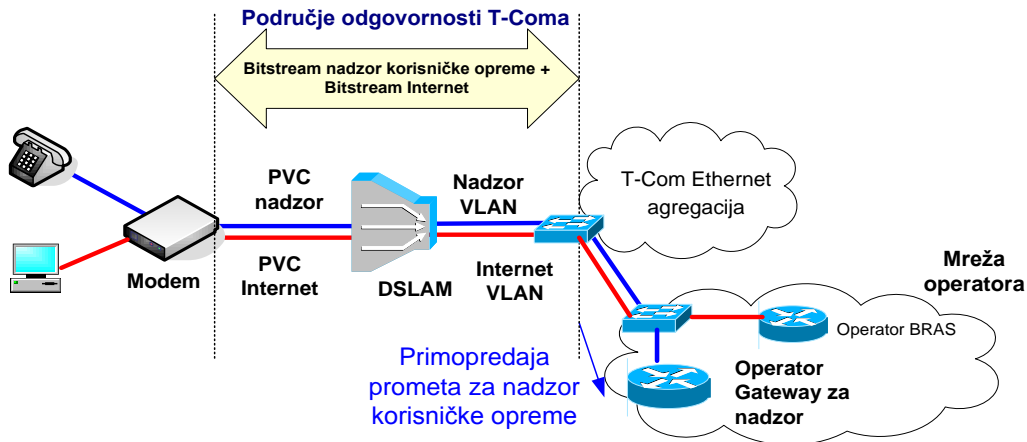 Područje odgovornosti T-Coma
Bitstream nadzor korisničke opreme +
Bitstream Internet
PVC
nadzor
Nadzor
VLAN
T-Com Ethernet
agregacija
Modem
PVC
Internet
DSLAM
Internet
VLAN
Mreža
operatora
Operator BRAS
Primopredaja
prometa za nadzor
korisničke opreme
Operator
Gateway za
nadzor